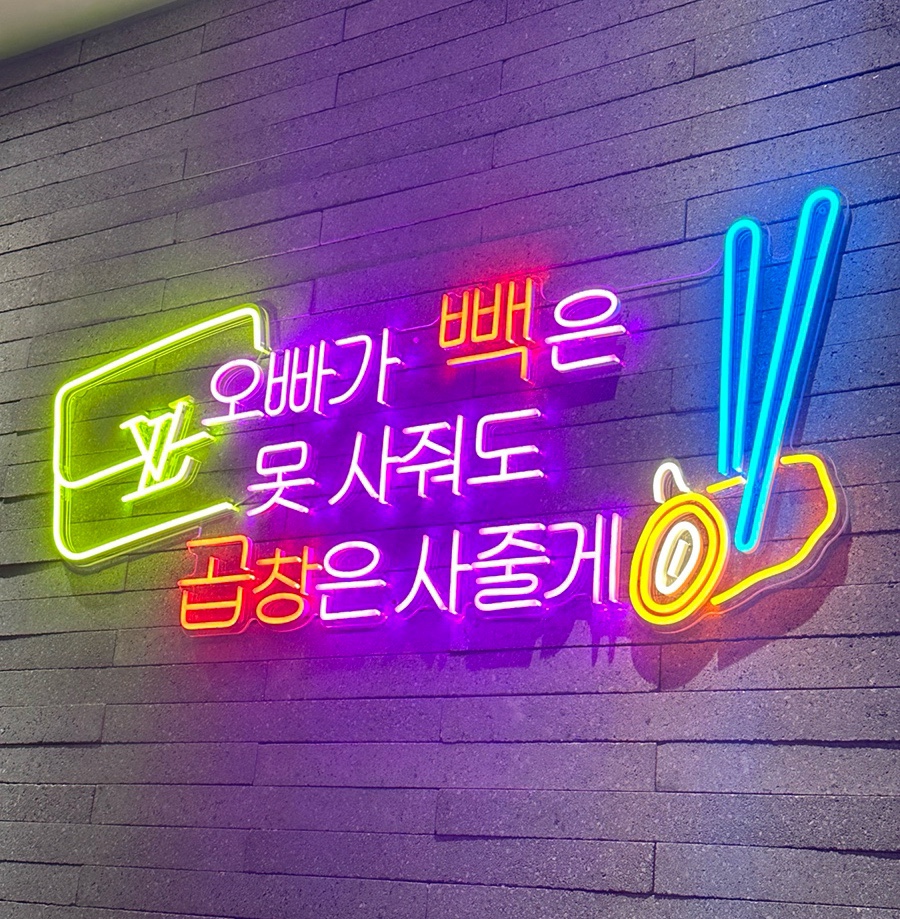 오빠가 빽은
못 사줘도
곱창은 사줄게